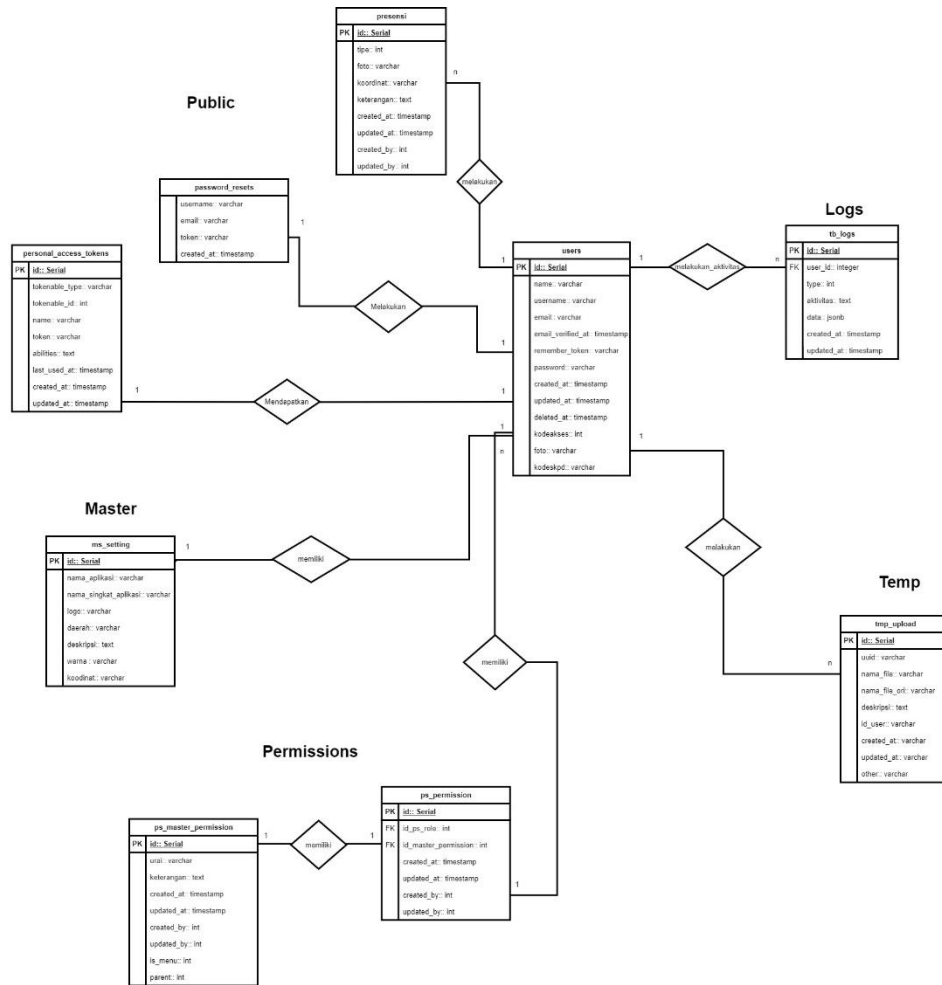 presensi
PK id:: Serial
tipe:: int
foto:: varchar
koordinat:: varchar
keterangan:: text
created_at:: timestamp
updated_at:: timestamp
created_by:: int
updated_by:: int
n
melakukan
1
Public
password_resets
username:: varchar
email:: varchar
token:: varchar
created_at:: timestamp
1
Melakukan
1
personal_access_tokens
PK id:: Serial
tokenable_type:: varchar
tokenable_id:: int
name:: varchar
token:: varchar
abilities:: text
last_used_at:: timestamp
created_at:: timestamp
updated_at:: timestamp
1
Mendapatkan
1
users
PK id:: Serial
name:: varchar
username:: varchar
email:: varchar
email_verified_at:: timestamp
remember_token:: varchar
password:: varchar
created_at:: timestamp
updated_at:: timestamp
deleted_at:: timestamp
kodeakses:: int
foto:: varchar
kodeskpd:: varchar
1
melakukan_aktivitas
n
Logs
tb_logs
PK id:: Serial
FK user_id:: integer
type:: int
aktivitas:: text
data:: jsonb
created_at:: timestamp
updated_at:: timestamp
1
n
1
melakukan
n
Master
ms_setting
PK id:: Serial
nama_aplikasi:: varchar
nama_singkat_aplikasi:: varchar
logo:: varchar
daerah:: varchar
deskripsi:: text
warna:: varchar
koodinat:: varchar
1
memiliki
Temp
tmp_upload
PK id:: Serial
uuid:: varchar
nama_file:: varchar
nama_file_ori:: varchar
deskripsi:: text
id_user:: varchar
created_at:: varchar
updated_at:: varchar
other:: varchar
memiliki
Permissions
ps_permission
PK id:: Serial
FK id_ps_role:: int
FK id_master_permission:: int
created_at:: timestamp
updated_at:: timestamp
created_by:: int
updated_by:: int
1
ps_master_permission
PK id:: Serial
urai:: varchar
keterangan:: text
created_at:: timestamp
updated_at:: timestamp
created_by:: int
updated_by:: int
is_menu:: int
parent:: int
1
memiliki
1